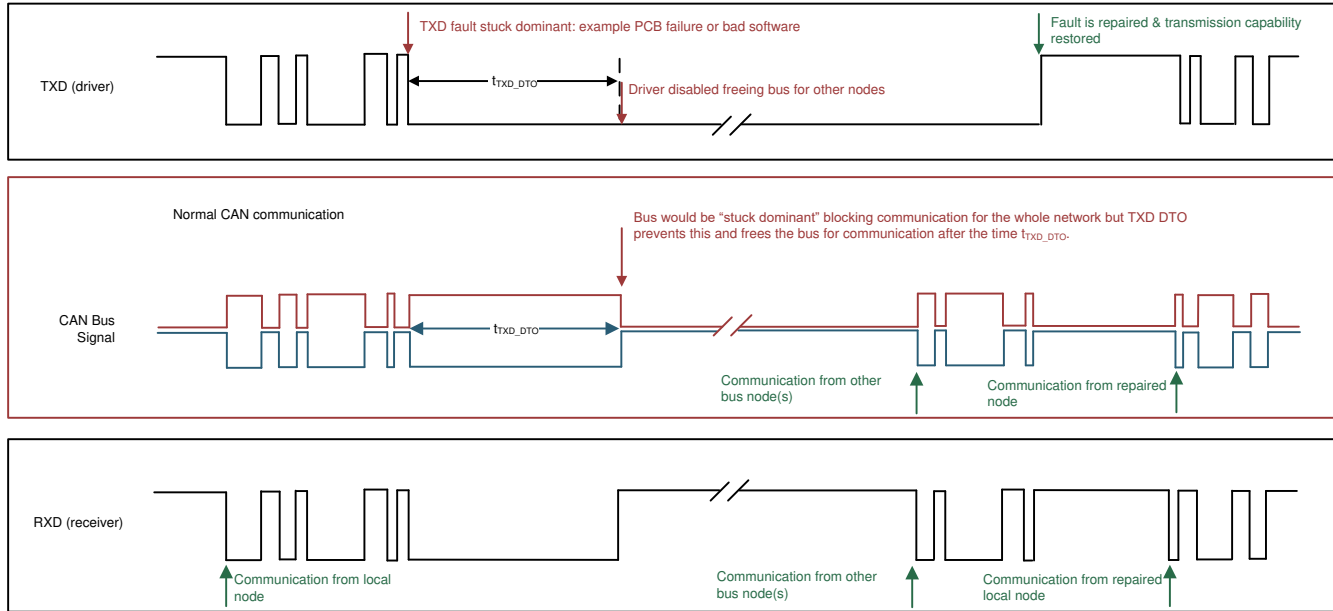 TXD fault stuck dominant: example PCB failure or bad software
Fault is repaired & transmission capability
restored
TXD (driver)
tTXD_DTO
Driver disabled freeing bus for other nodes
Normal CAN communication
Bus would be “stuck dominant” blocking communication for the whole network but TXD DTO
prevents this and frees the bus for communication after the time tTXD_DTO.
CAN Bus
Signal
tTXD_DTO
Communication from other
bus node(s)
Communication from repaired
node
RXD (receiver)
Communication from local
node
Communication from other
bus node(s)
Communication from repaired
local node